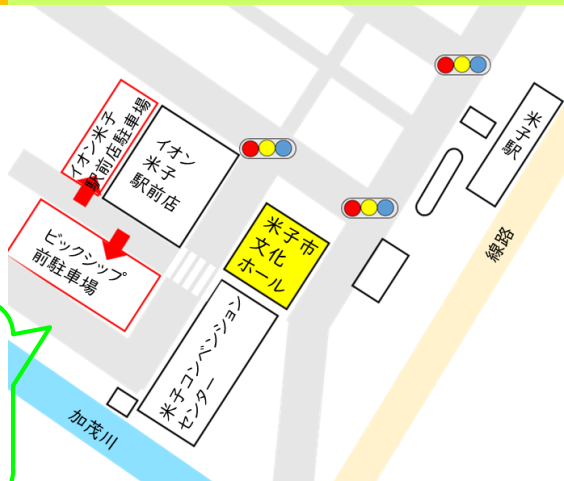 イオン米子
駅前店駐車場
イオン
米子
駅前店
米子駅
米子市
文化
ホール
ビックシップ
前駐車場
米子コンベンション
センター
線路
加茂川